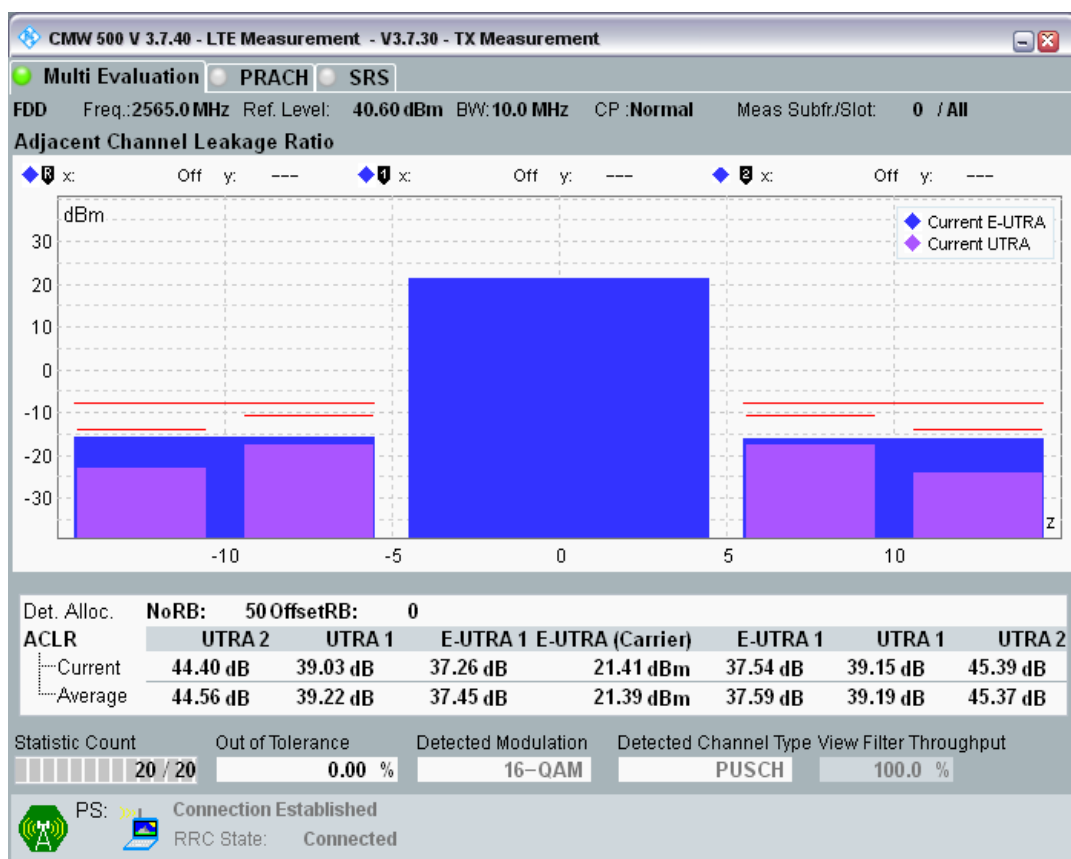 CMW 500 V 3.7.40 - LTE Measurement - V3.7.30 - TX Measurement
Multi Evaluation PRACH SRS
FDD Freq.:2565.0 MHz Ref. Level: 40.60 dBm BW:10.0 MHz CP :Normal Meas Subfr./Slot: 0 / All
Adjacent Channel Leakage Ratio
R x: Off y: --- 1 x: Off y: --- 2 x: Off y: ---
dBm
Current E-UTRA
Current UTRA
30
20
10
0
-10
-20
-30
z
-10 -5 0 5 10
Det. Alloc. NoRB: 50 OffsetRB: 0
ACLR UTRA 2 UTRA 1 E-UTRA 1 E-UTRA (Carrier) E-UTRA 1 UTRA 1 UTRA 2
Current 44.40 dB 39.03 dB 37.26 dB 21.41 dBm 37.54 dB 39.15 dB 45.39 dB
Average 44.56 dB 39.22 dB 37.45 dB 21.39 dBm 37.59 dB 39.19 dB 45.37 dB
Statistic Count Out of Tolerance Detected Modulation Detected Channel Type View Filter Throughput
20 / 20 0.00 % 16-QAM PUSCH 100.0 %
PS: Connection Established
RRC State: Connected